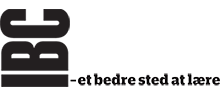 IBC
- et bedre sted at lære